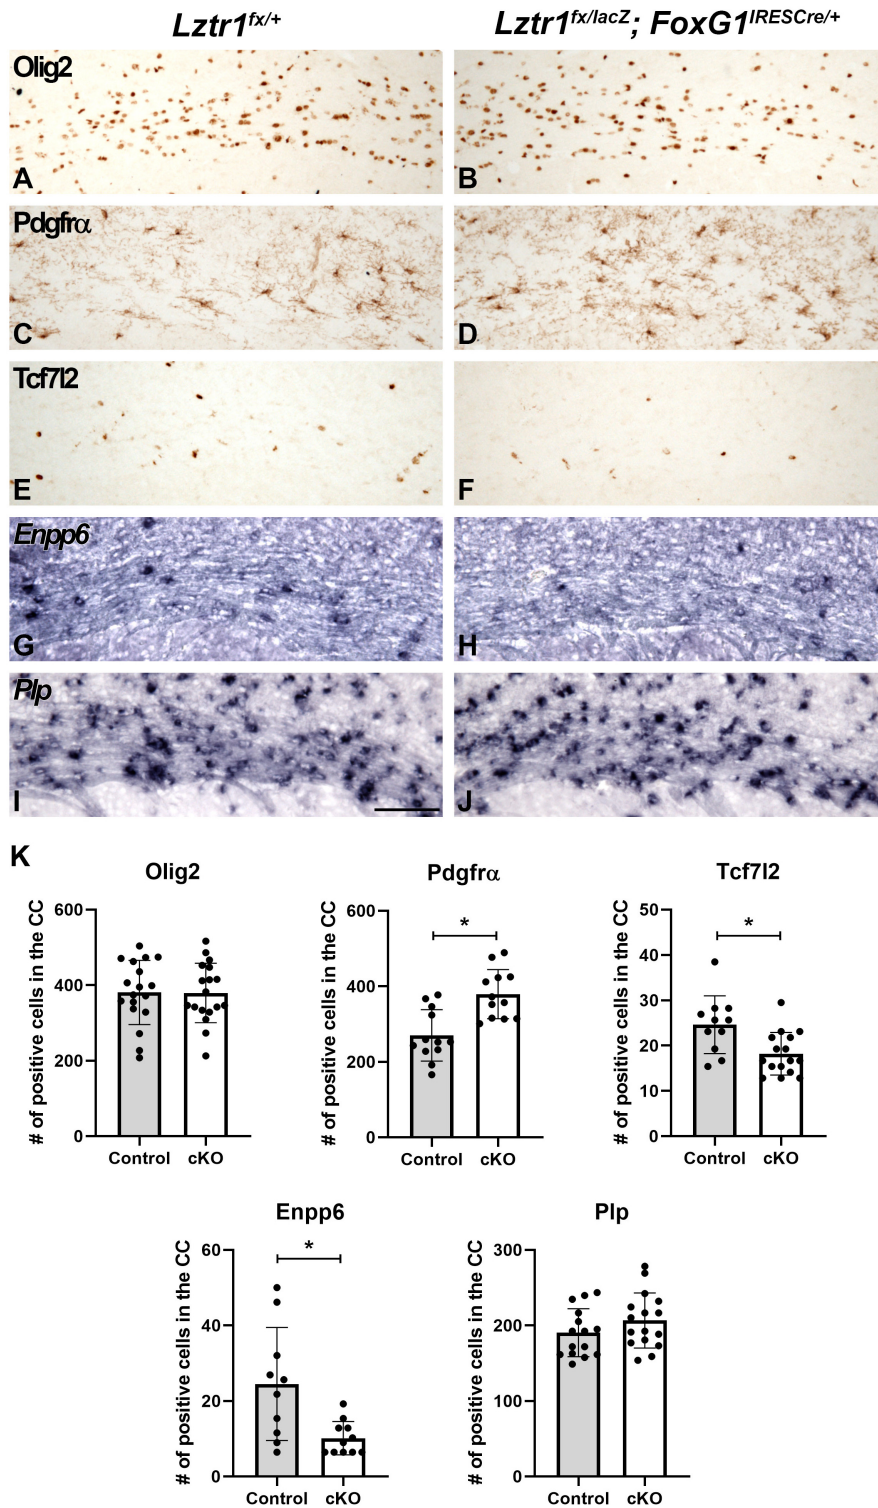 Lztr1fx/+ Lztr1fx/lacZ; FoxG1IRESCre/+
Olig2
A B
Pdgfrα
C D
Tcf7l2
E F
Enpp6
G H
Plp
I J
K
Olig2
# of positive cells in the CC
600
400
200
0
Control cKO
Pdgfrα
# of positive cells in the CC
600
400
200
0
*
Control cKO
Tcf7l2
# of positive cells in the CC
50
40
30
20
10
0
*
Control cKO
Enpp6
# of positive cells in the CC
60
40
20
0
*
Control cKO
Plp
# of positive cells in the CC
300
200
100
0
Control cKO